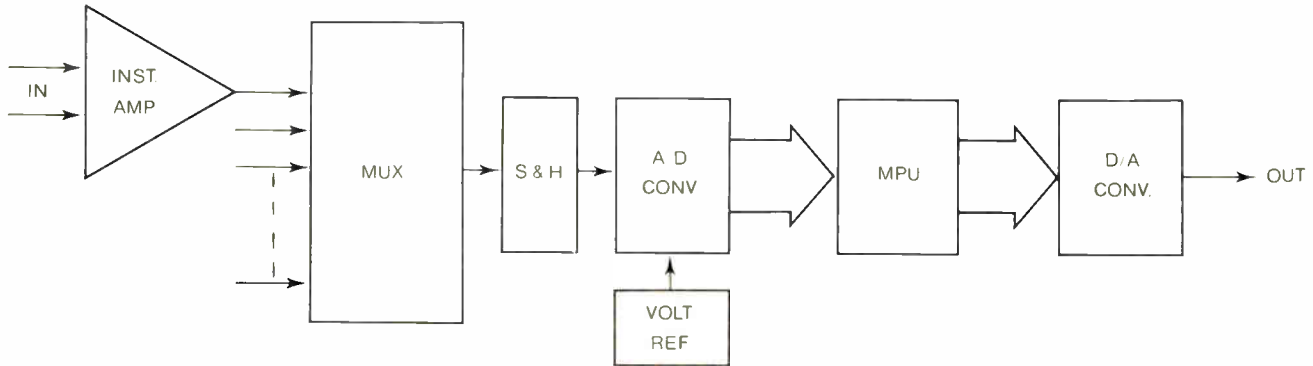 IN
INST.
AMP
MUX
S & H
A D
CONV
VOLT
REF
MPU
D/A
CONV.
OUT